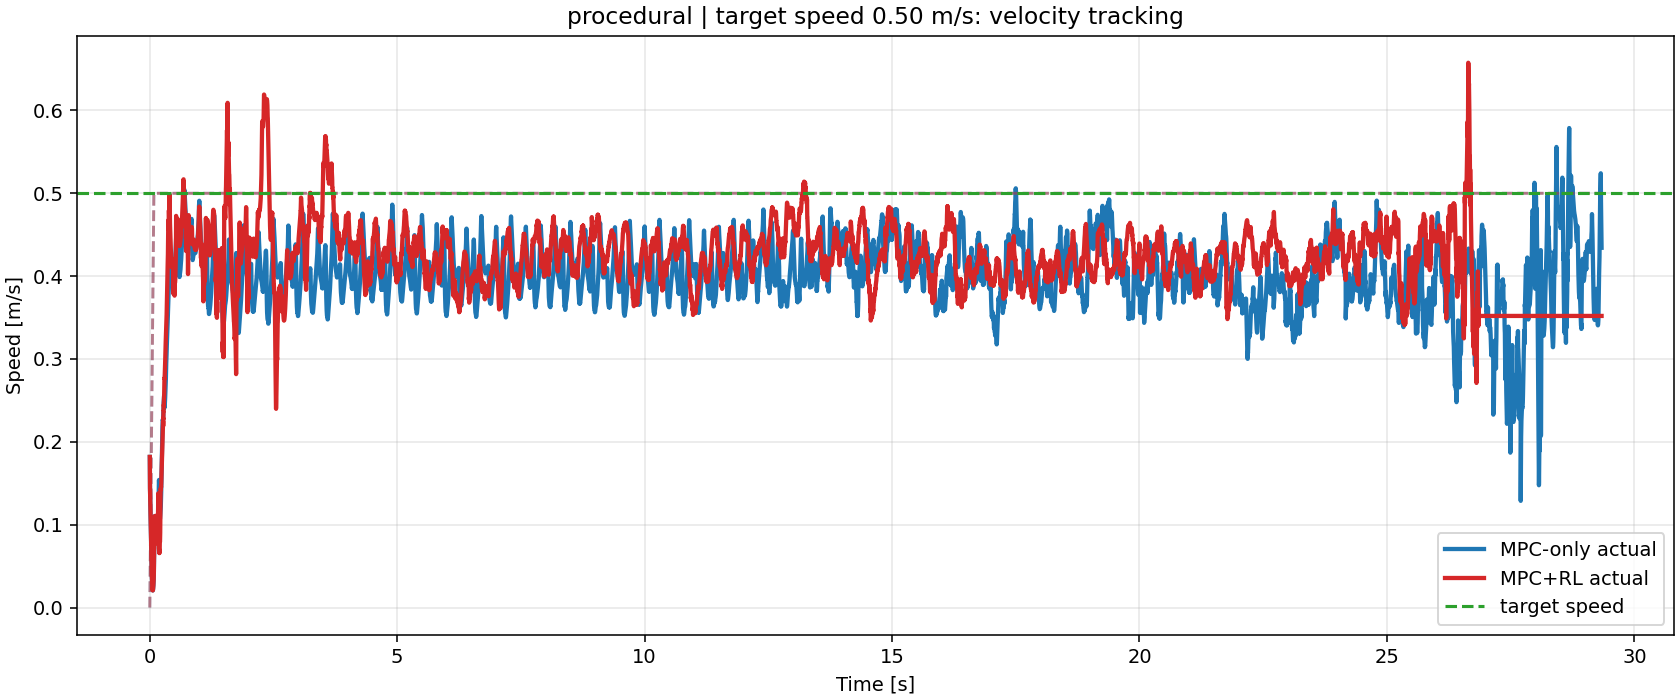 procedural | target speed 0.50 m/s: velocity tracking
Speed [m/s]
0.6
0.5
0.4
0.3
0.2
0.1
0.0
MPC-only actual
MPC+RL actual
target speed
0 5 10 15 20 25 30
Time [s]